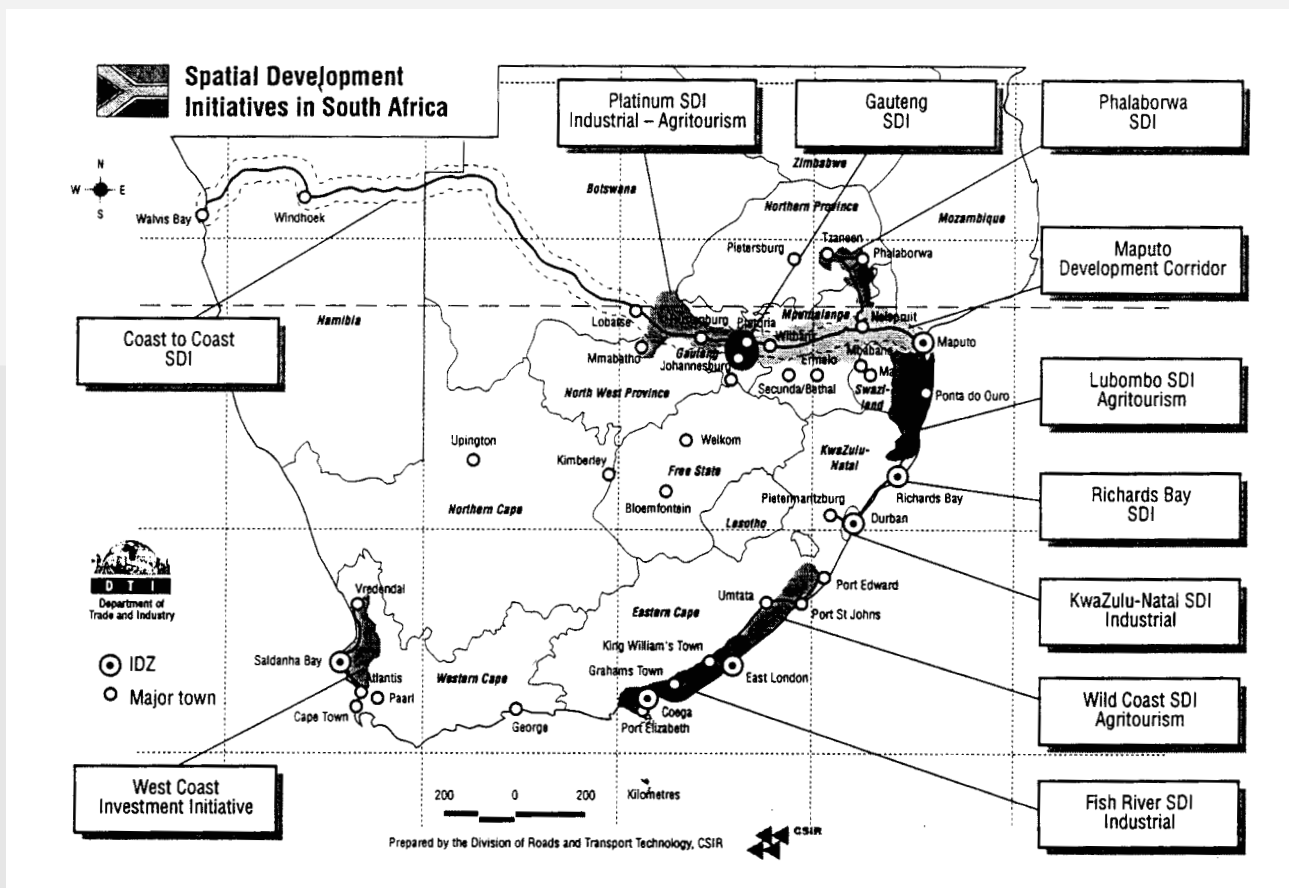 Spatial Development
Initiatives in South Africa
Platinum SDI
Industrial – Agritourism
Gauteng
SDI
Phalaborwa
SDI
N
W
E
S
Zimbabwe
Botswana
Northern Province
Mozambique
Walvis Bay
Windhoek
Pietersburg
Tzaneen
Phalaborwa
Maputo
Development Corridor
Coast to Coast
SDI
Namibia
Lobatse
Pretoria
Witbank
Mpumalanga
Nelspruit
Maputo
Mmabatho
Gauteng
Johannesburg
Ermelo
Secunda/Bethal
Swazi-
land
Ponta do Ouro
North West Province
Lubombo SDI
Agritourism
Upington
Welkom
Kimberley
Free State
KwaZulu-
Natal
Richards Bay
Richards Bay
SDI
Northern Cape
Bloemfontein
Pietermaritzburg
Durban
Lesotho
DTI
Department of
Trade and Industry
Vredendal
Eastern Cape
Umtata
Port Edward
Port St Johns
KwaZulu-Natal SDI
Industrial
IDZ
Major town
Saldanha Bay
Atlantis
Paarl
Cape Town
Western Cape
King William's Town
Grahams Town
East London
George
Coega
Port Elizabeth
Wild Coast SDI
Agritourism
West Coast
Investment Initiative
200 0 200
Kilometres
Fish River SDI
Industrial
Prepared by the Division of Roads and Transport Technology, CSIR
CSIR